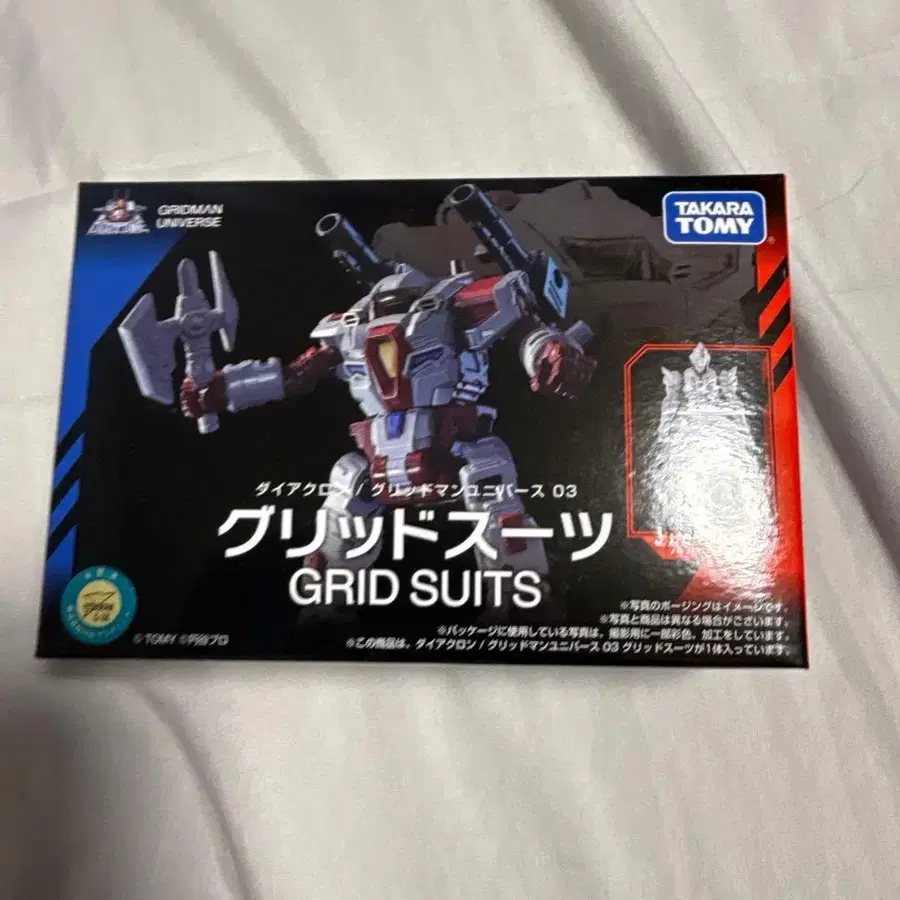 GRIDMAN
UNIVERSE
TAKARA
TOMY
ダイアクロン / グリッドマンユニバース 03
グリッドスーツ
GRID SUITS
※写真のポージングはイメージです。
※写真と商品は異なる場合がございます。
※パッケージに使用している写真は、撮影用に一部彩色、加工をしています。
※この商品は、ダイアクロン / グリッドマンユニバース 03 グリッドスーツが1体入っています。
© TOMY ©円谷プロ